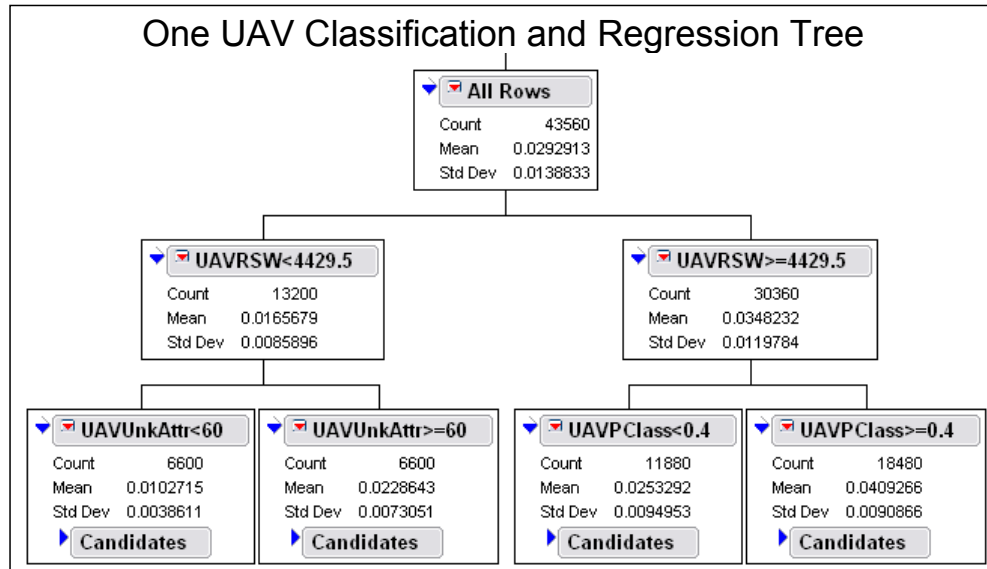 One UAV Classification and Regression Tree
All Rows
Count 43560
Mean 0.0292913
Std Dev 0.0138833
UAVRSW<4429.5
Count 13200
Mean 0.0165679
Std Dev 0.0085896
UAVRSW>=4429.5
Count 30360
Mean 0.0348232
Std Dev 0.0119784
UAVUnkAttr<60
Count 6600
Mean 0.0102715
Std Dev 0.0038611
Candidates
UAVUnkAttr>=60
Count 6600
Mean 0.0228643
Std Dev 0.0073051
Candidates
UAVPClass<0.4
Count 11880
Mean 0.0253292
Std Dev 0.0094953
Candidates
UAVPClass>=0.4
Count 18480
Mean 0.0409266
Std Dev 0.0090866
Candidates